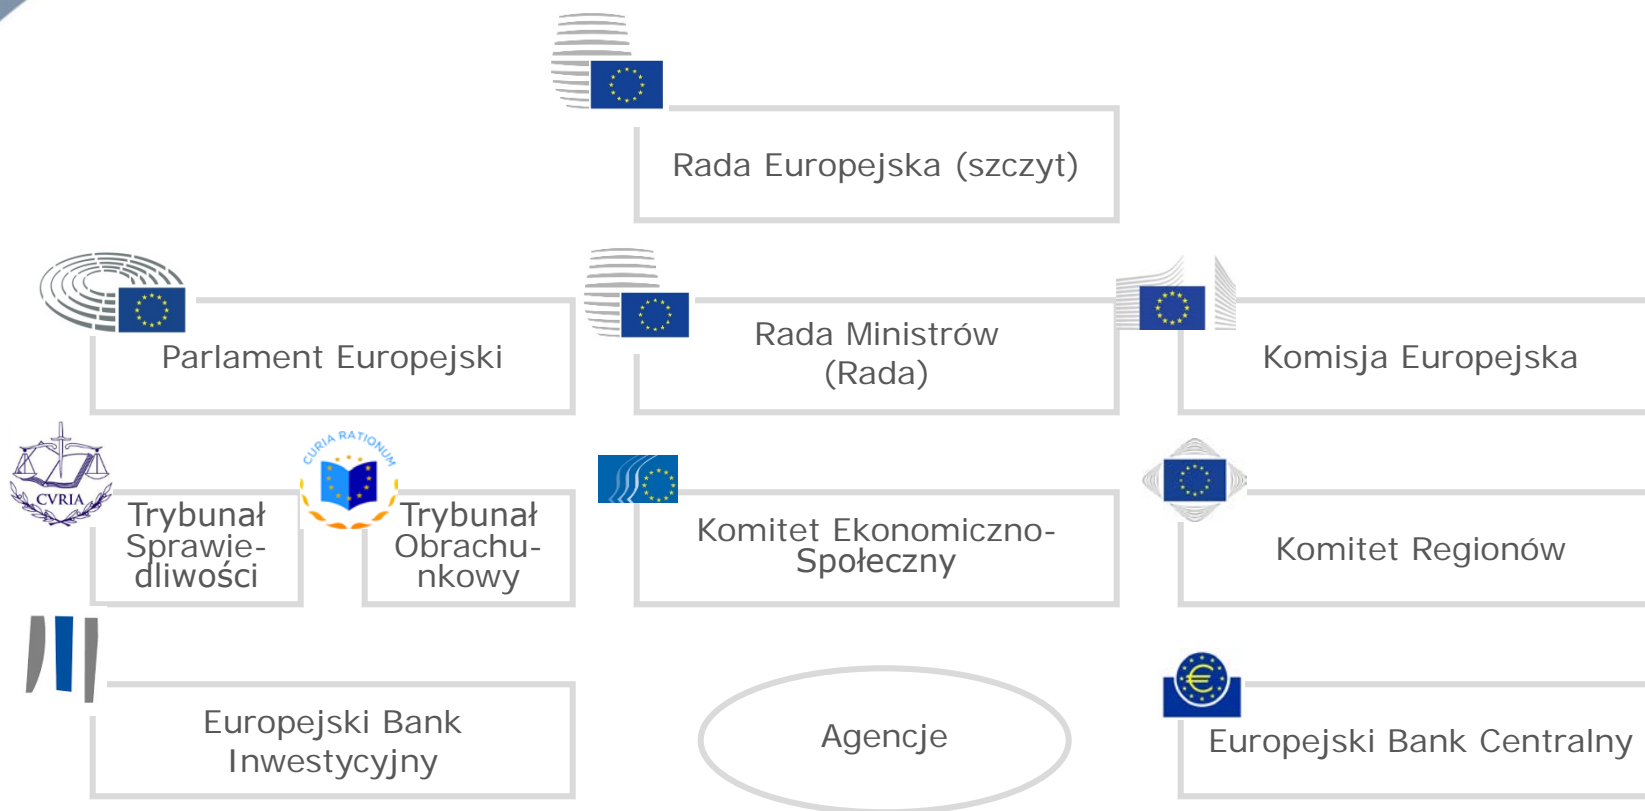 Rada Europejska (szczyt)
Parlament Europejski
Rada Ministrów
(Rada)
Komisja Europejska
CVRIA
Trybunał
Sprawie-
dliwości
CURIA RATIONUM
Trybunał
Obrachu-
nkowy
Komitet Ekonomiczno-
Społeczny
Komitet Regionów
Europejski Bank
Inwestycyjny
Agencje
€
Europejski Bank Centralny